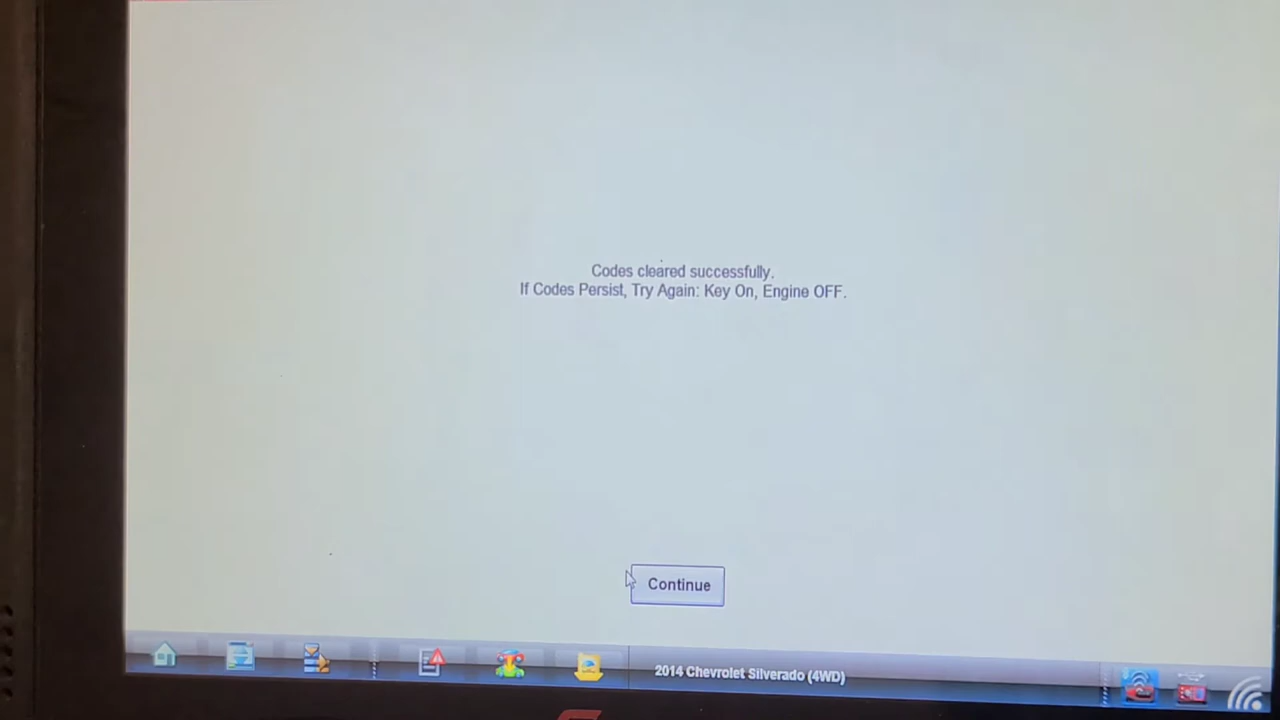 Codes cleared successfully.
If Codes Persist, Try Again: Key On, Engine OFF.
Continue
2014 Chevrolet Silverado (4WD)